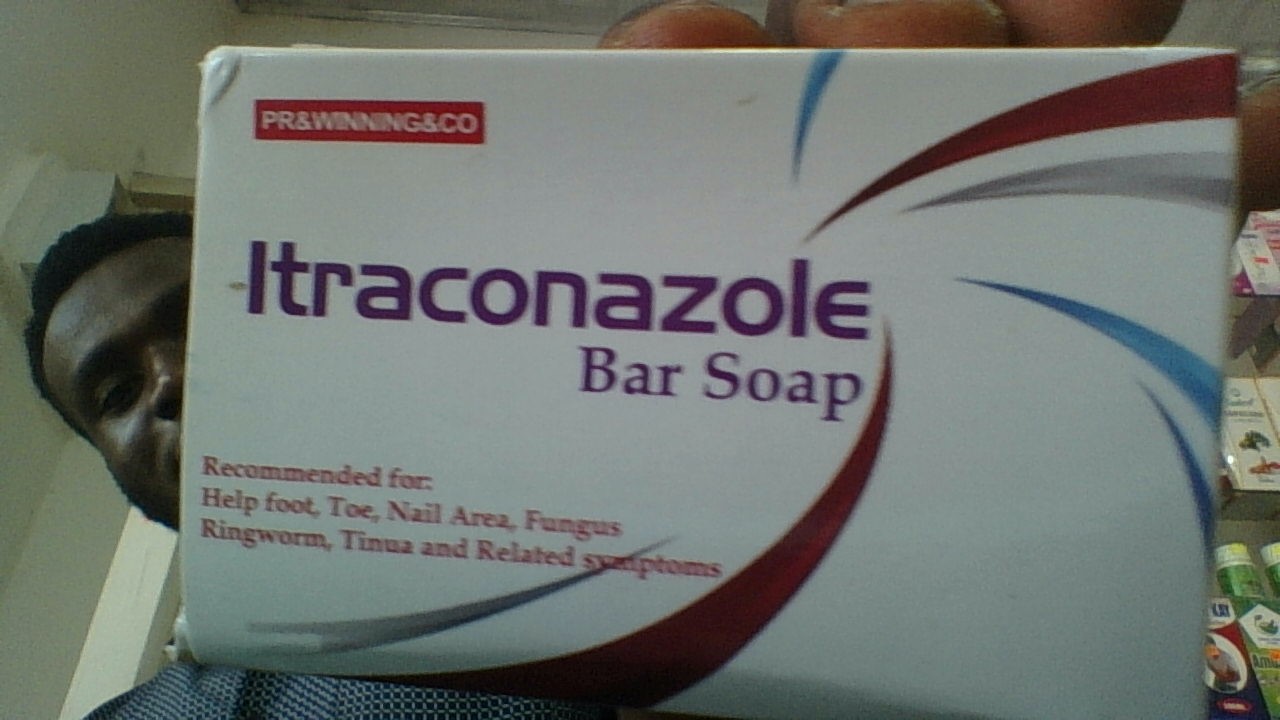 PR&WINNING&CO
Itraconazole
Bar Soap
Recommended for:
Help foot, Toe, Nail Area, Fungus
Ringworm, Tinua and Related symptoms